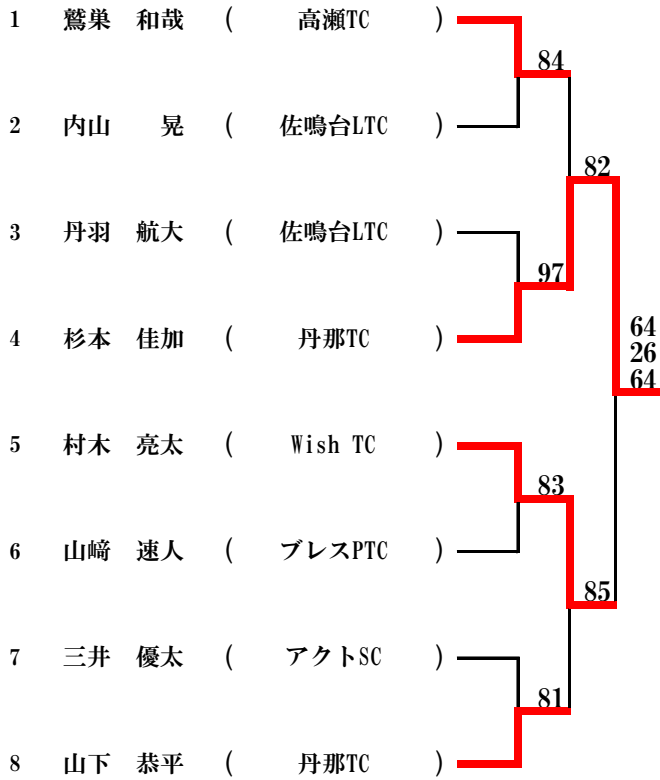 1 鷲巣 和哉 ( 高瀬TC )
84
2 内山 晃 ( 佐鳴台LTC )
82
3 丹羽 航大 ( 佐鳴台LTC )
97
4 杉本 佳加 ( 丹那TC )
64
26
64
5 村木 亮太 ( Wish TC )
83
6 山﨑 速人 ( ブレスPTC )
85
7 三井 優太 ( アクトSC )
81
8 山下 恭平 ( 丹那TC )